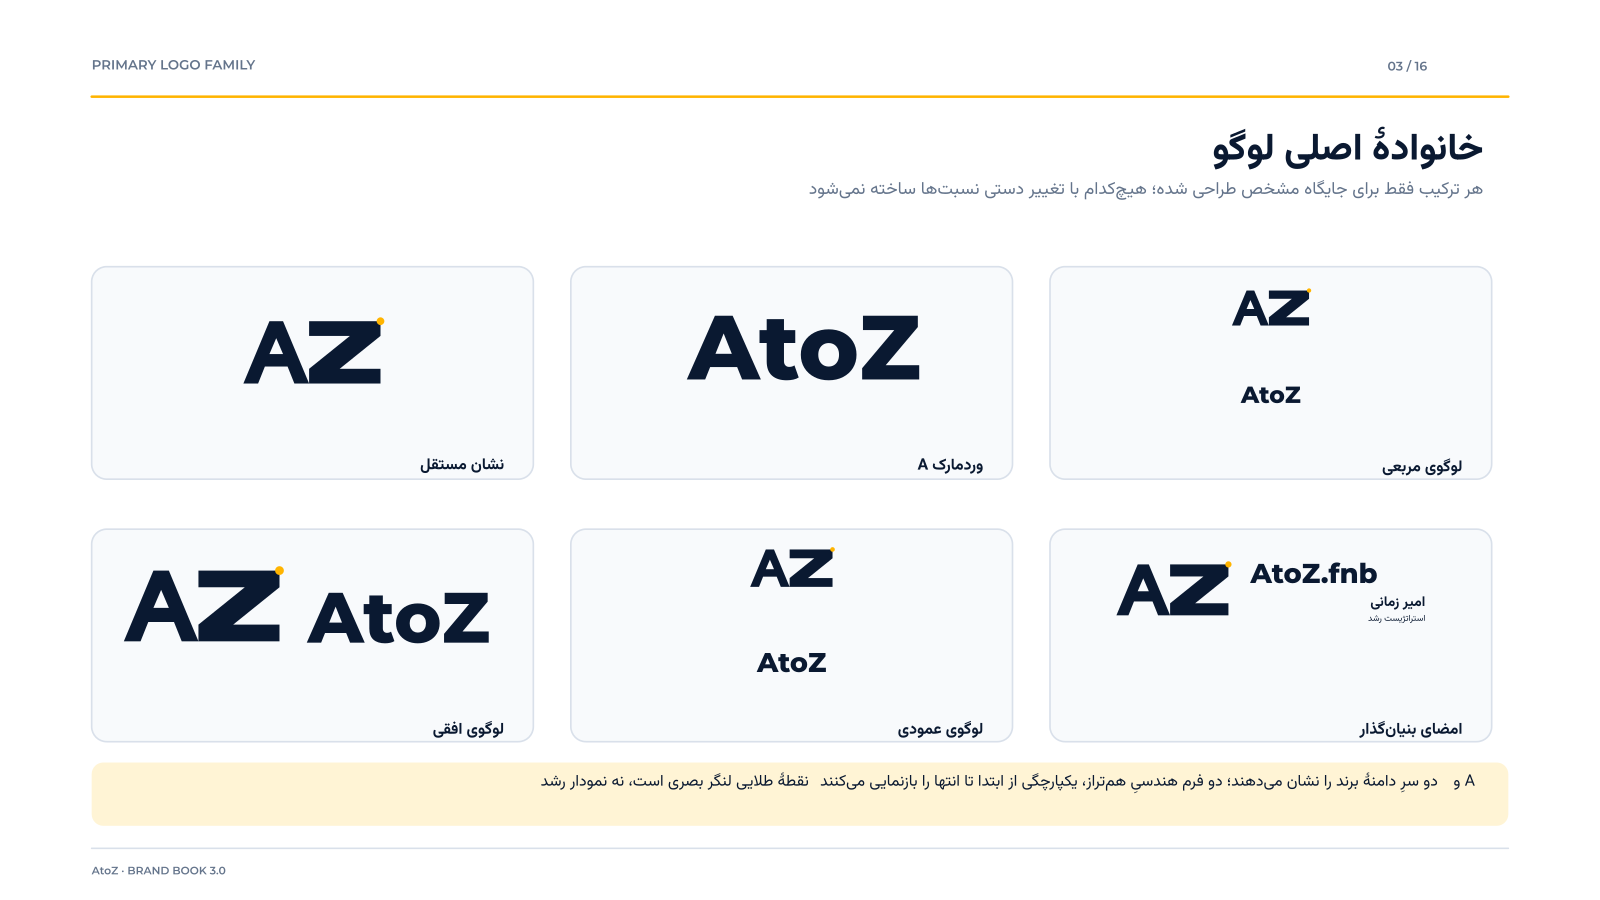 PRIMARY LOGO FAMILY
03 / 16
خانوادهٔ اصلی لوگو
هر ترکیب فقط برای جایگاه مشخص طراحی شده؛ هیچ‌کدام با تغییر دستی نسبت‌ها ساخته نمی‌شود
AZ
AtoZ
لوگوی مربعی
AtoZ
وردمارک A
AZ
نشان مستقل
AZ
AtoZ.fnb
امیر زمانی
استراتژیست رشد
امضای بنیان‌گذار
AZ
AtoZ
لوگوی عمودی
AZ AtoZ
لوگوی افقی
A و دو سرِ دامنهٔ برند را نشان می‌دهند؛ دو فرم هندسیِ هم‌تراز، یکپارچگی از ابتدا تا انتها را بازنمایی می‌کنند نقطهٔ طلایی لنگر بصری است، نه نمودار رشد
AtoZ · BRAND BOOK 3.0